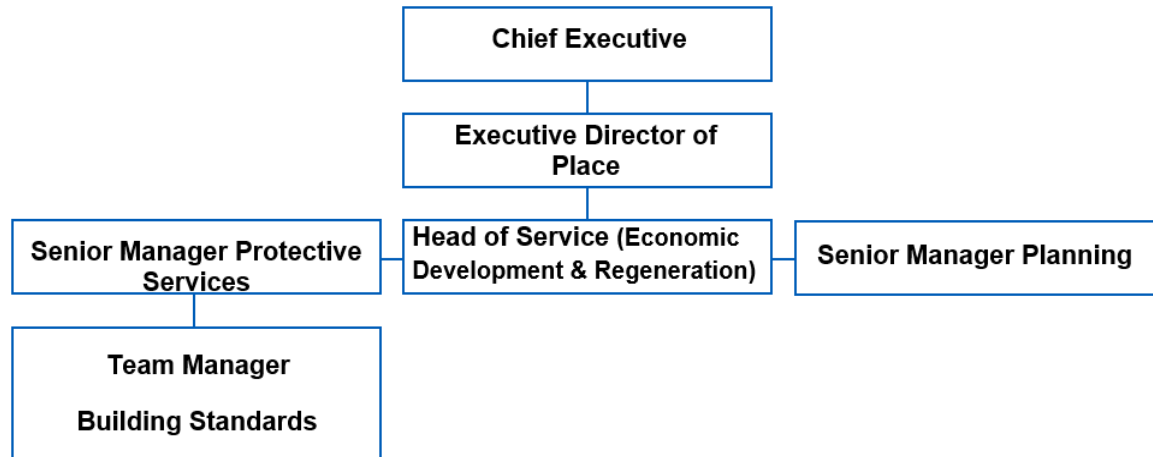 Chief Executive
Executive Director of
Place
Senior Manager Protective
Services
Head of Service (Economic
Development & Regeneration)
Senior Manager Planning
Team Manager
Building Standards